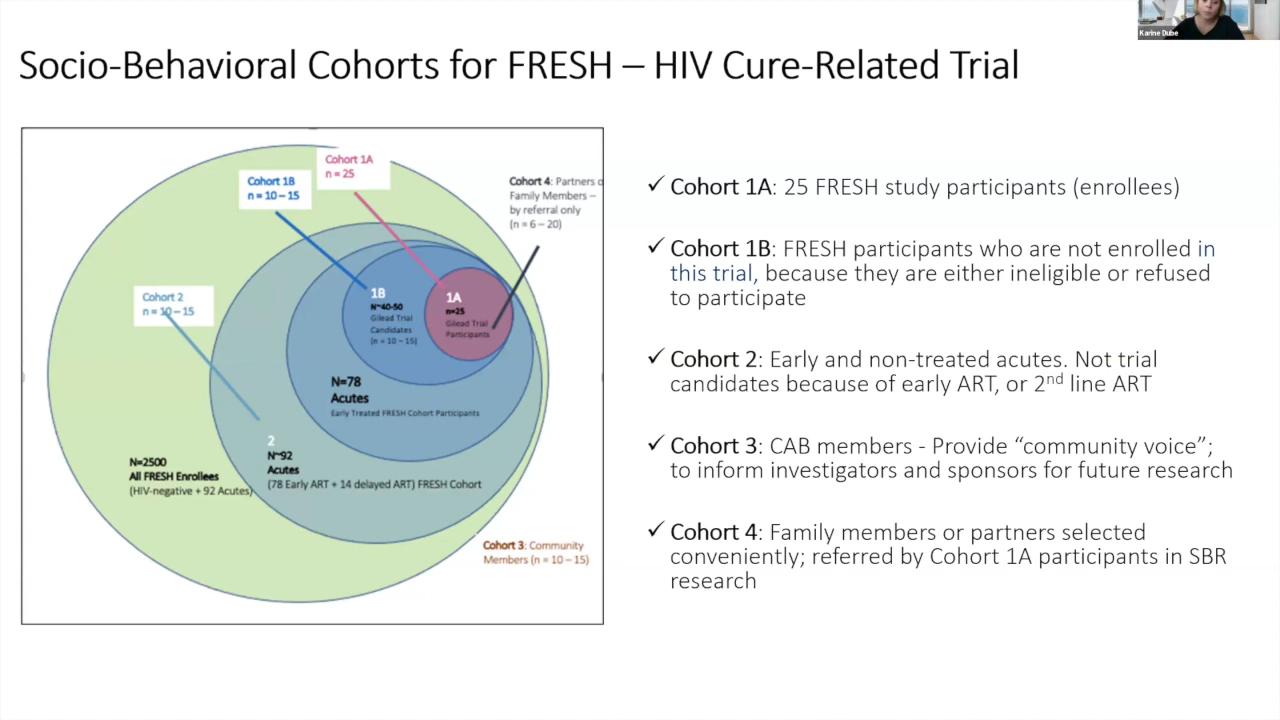 Karine Dube
Socio-Behavioral Cohorts for FRESH – HIV Cure-Related Trial
Cohort 1A
n = 25
Cohort 1B
n = 10 – 15
Cohort 4: Partners o
Family Members –
by referral only
(n = 6 – 20)
Cohort 2
n = 10 – 15
1B
N~40-50
Gilead Trial
Candidates
(n = 10 – 15)
1A
n=25
Gilead Trial
Participants
N=78
Acutes
Early Treated FRESH Cohort Participants
2
N~92
Acutes
(78 Early ART + 14 delayed ART) FRESH Cohort
N=2500
All FRESH Enrollees
(HIV-negative + 92 Acutes)
Cohort 3: Community
Members (n = 10 – 15)
✓ Cohort 1A: 25 FRESH study participants (enrollees)
✓ Cohort 1B: FRESH participants who are not enrolled in
this trial, because they are either ineligible or refused
to participate
✓ Cohort 2: Early and non-treated acutes. Not trial
candidates because of early ART, or 2nd line ART
✓ Cohort 3: CAB members - Provide “community voice”;
to inform investigators and sponsors for future research
✓ Cohort 4: Family members or partners selected
conveniently; referred by Cohort 1A participants in SBR
research